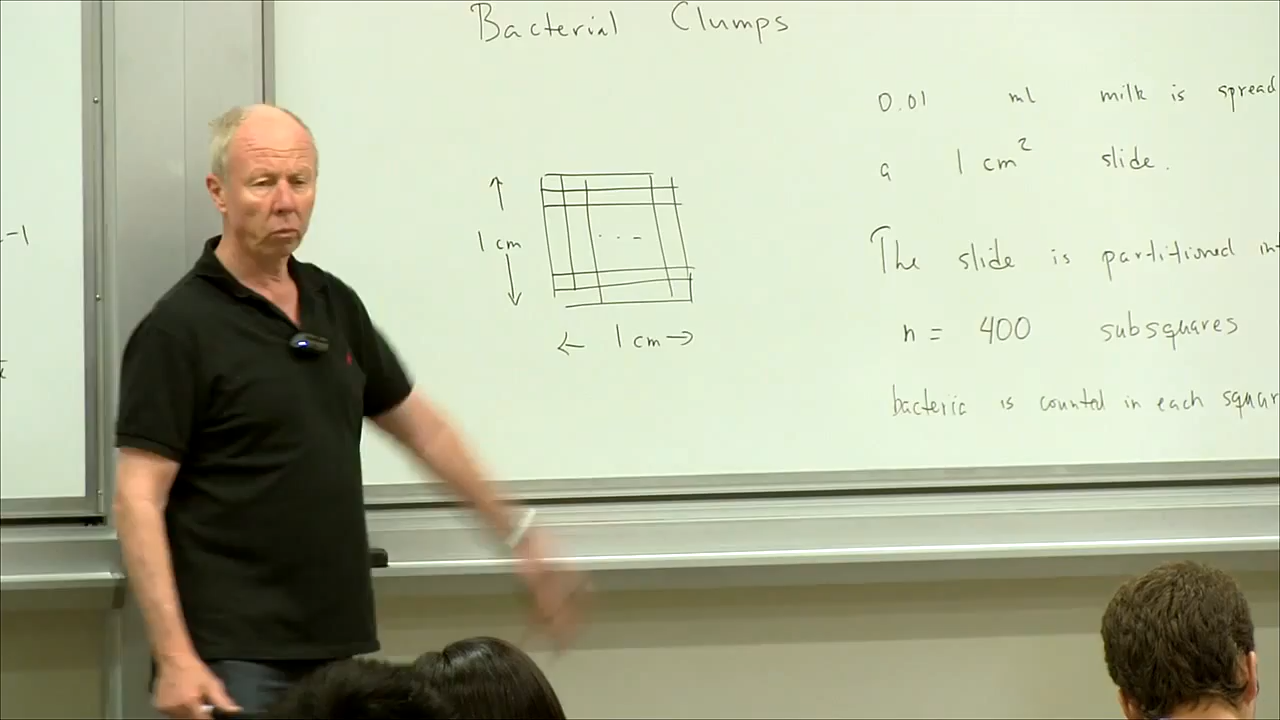 Bacterial Clumps
0.01 ml milk is spread
a 1 cm² slide.
The slide is partitioned
n = 400 subsquares
bacteria is counted in each
1 cm
1 cm
-1